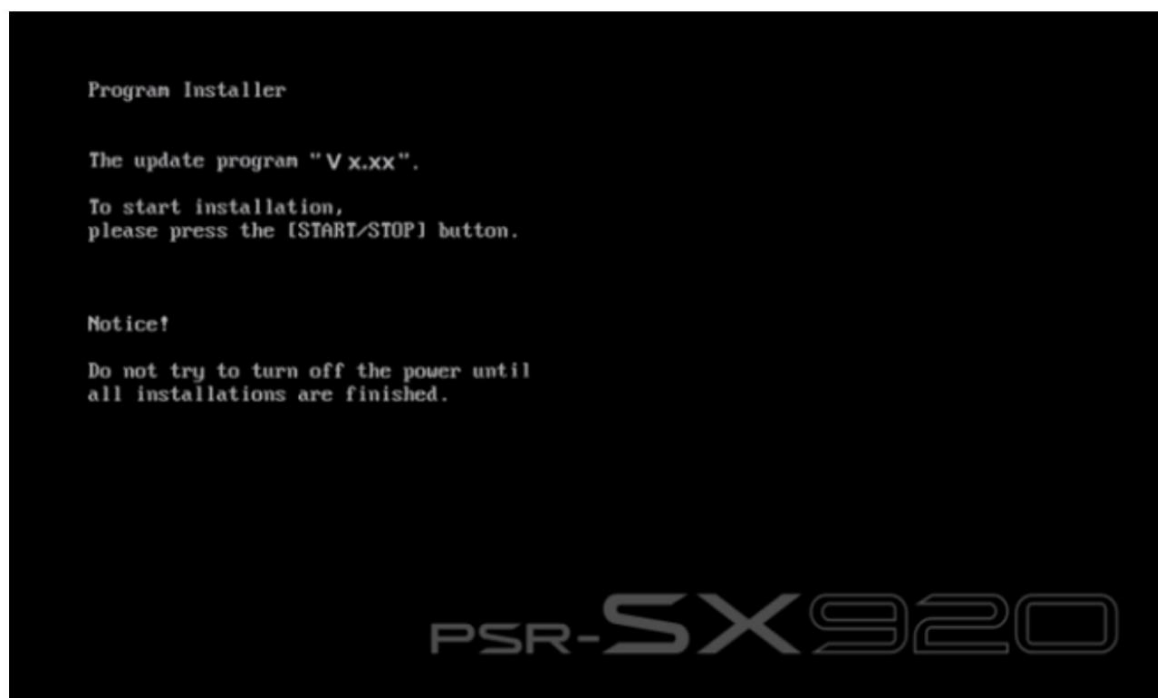 Program Installer
The update program "V x.xx".
To start installation,
please press the [START/STOP] button.
Notice!
Do not try to turn off the power until
all installations are finished.
PSR-SX920